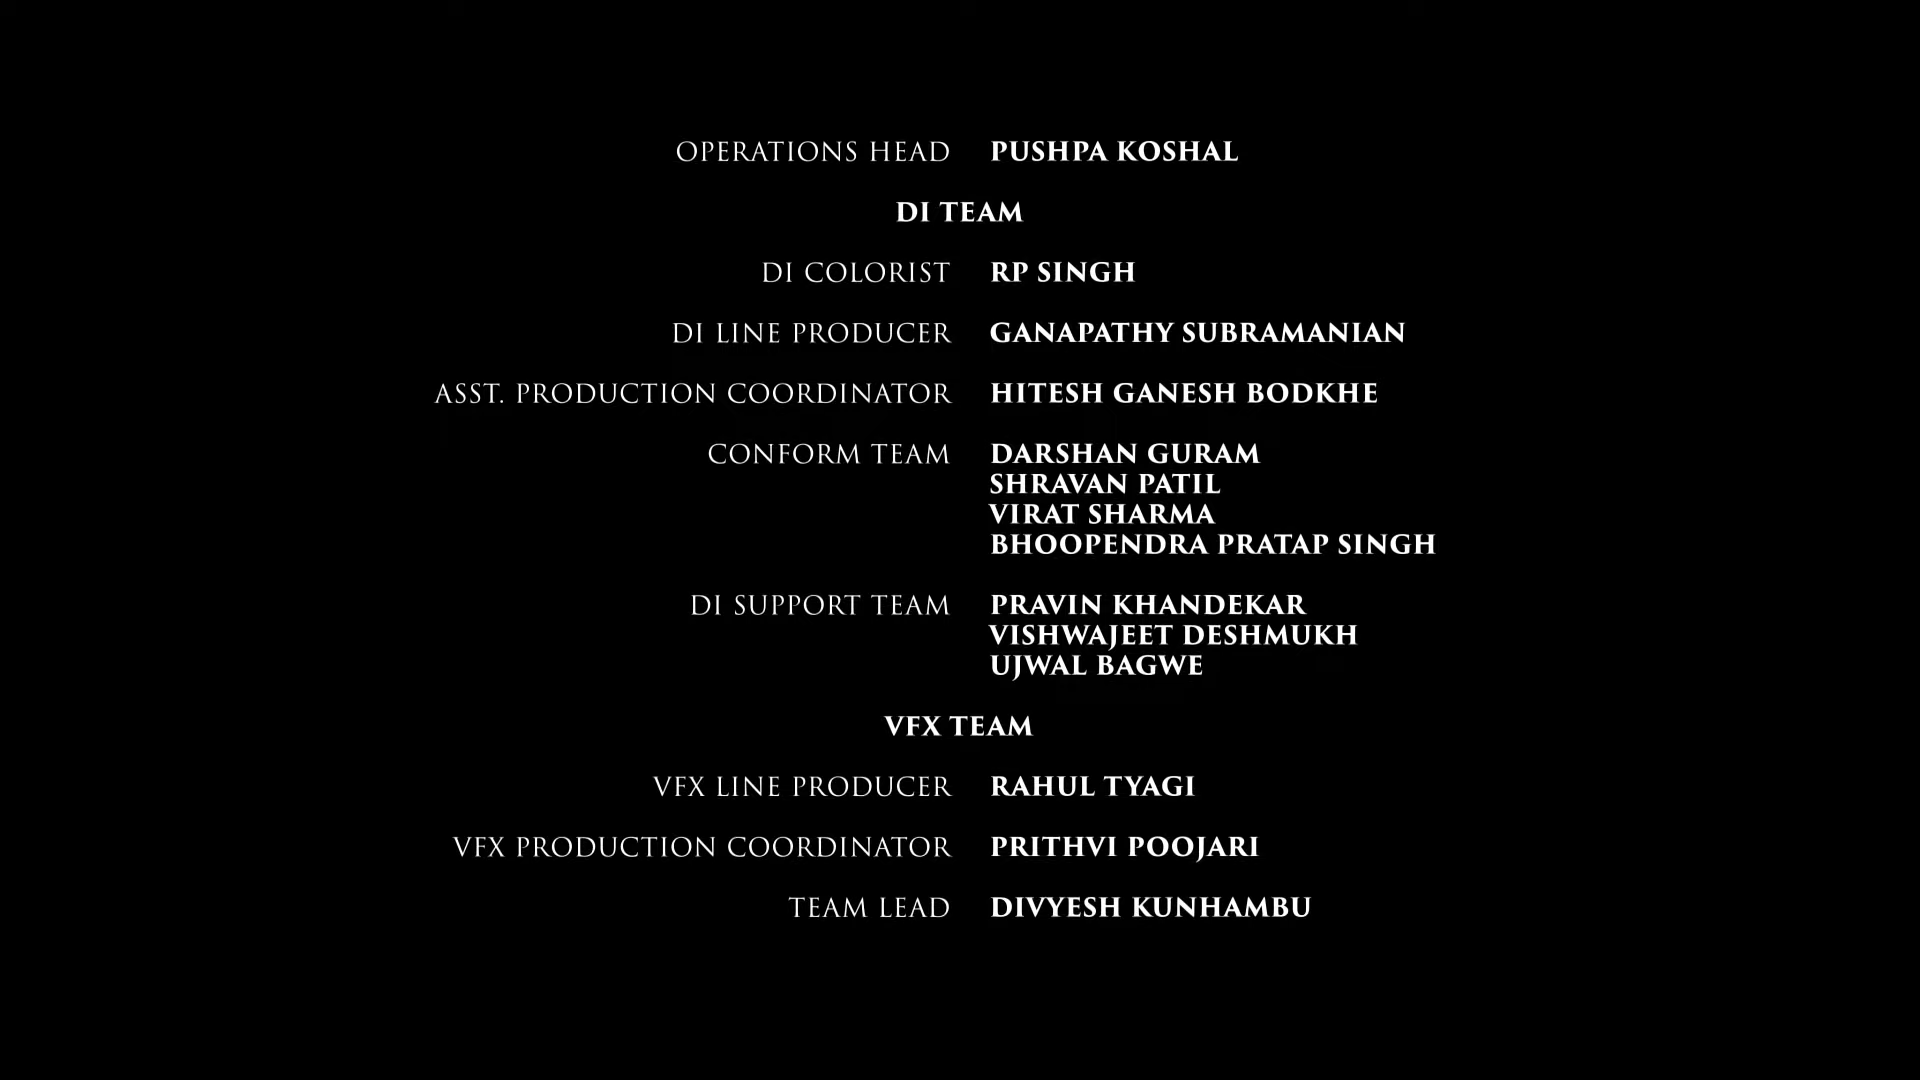 OPERATIONS HEAD PUSHPA KOSHAL
DI TEAM
DI COLORIST RP SINGH
DI LINE PRODUCER GANAPATHY SUBRAMANIAN
ASST. PRODUCTION COORDINATOR HITESH GANESH BODKHE
CONFORM TEAM DARSHAN GURAM
SHRAVAN PATIL
VIRAT SHARMA
BHOOPENDRA PRATAP SINGH
DI SUPPORT TEAM PRAVIN KHANDEKAR
VISHWAJEET DESHMUKH
UJWAL BAGWE
VFX TEAM
VFX LINE PRODUCER RAHUL TYAGI
VFX PRODUCTION COORDINATOR PRITHVI POOJARI
TEAM LEAD DIVYESH KUNHAMBU